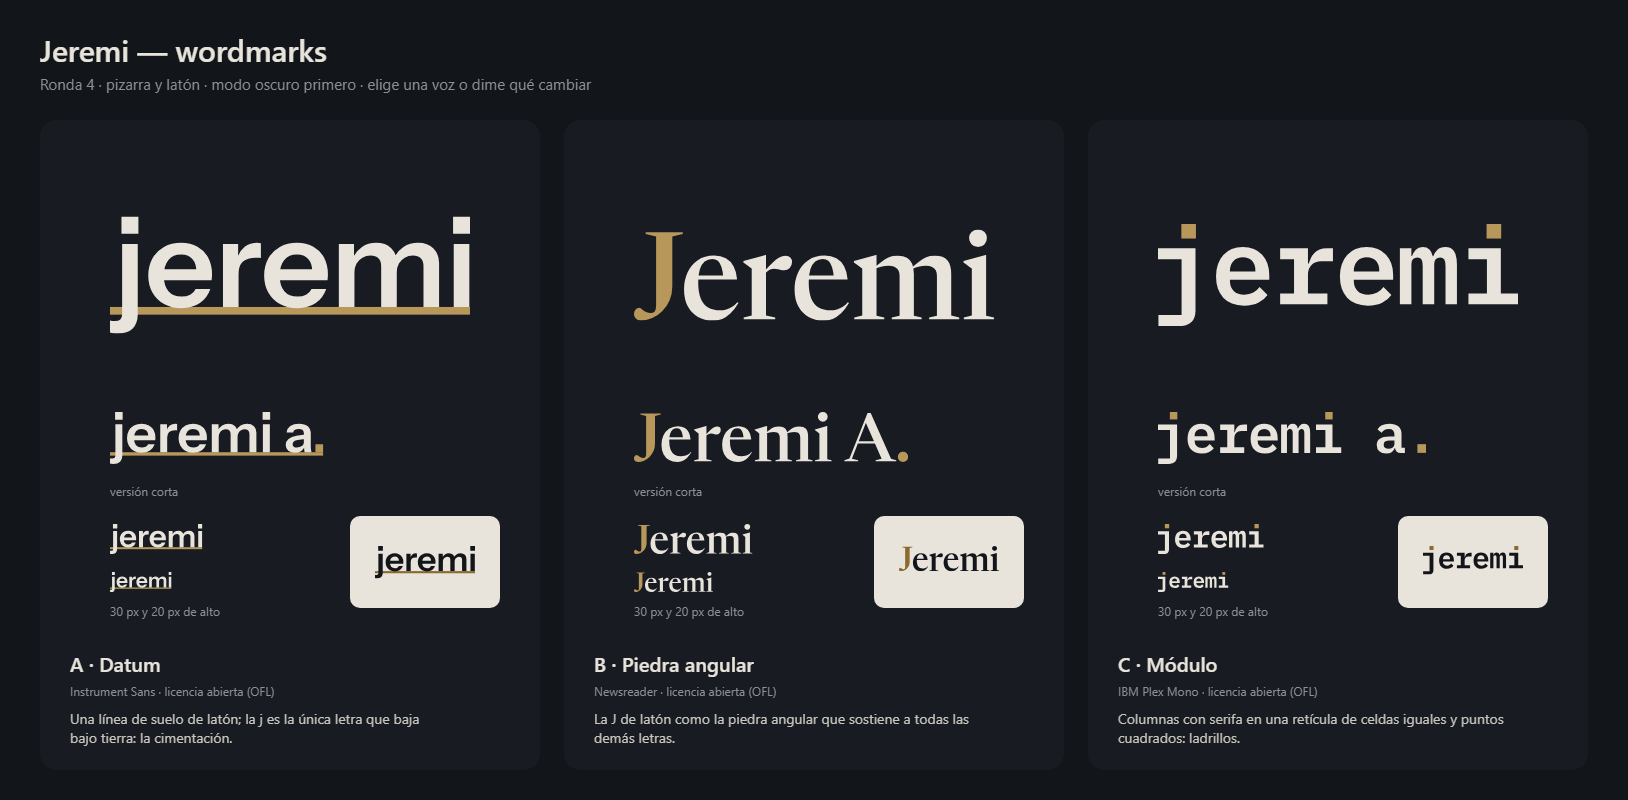 Jeremi — wordmarks
Ronda 4 · pizarra y latón · modo oscuro primero · elige una voz o dime qué cambiar
jeremi
jeremi a.
versión corta
jeremi
jeremi
jeremi
30 px y 20 px de alto
A · Datum
Instrument Sans · licencia abierta (OFL)
Una línea de suelo de latón; la j es la única letra que baja
bajo tierra: la cimentación.
Jeremi
Jeremi A.
versión corta
Jeremi
Jeremi
Jeremi
30 px y 20 px de alto
B · Piedra angular
Newsreader · licencia abierta (OFL)
La J de latón como la piedra angular que sostiene a todas las
demás letras.
jeremi
jeremi a.
versión corta
jeremi
jeremi
jeremi
30 px y 20 px de alto
C · Módulo
IBM Plex Mono · licencia abierta (OFL)
Columnas con serifa en una retícula de celdas iguales y puntos
cuadrados: ladrillos.